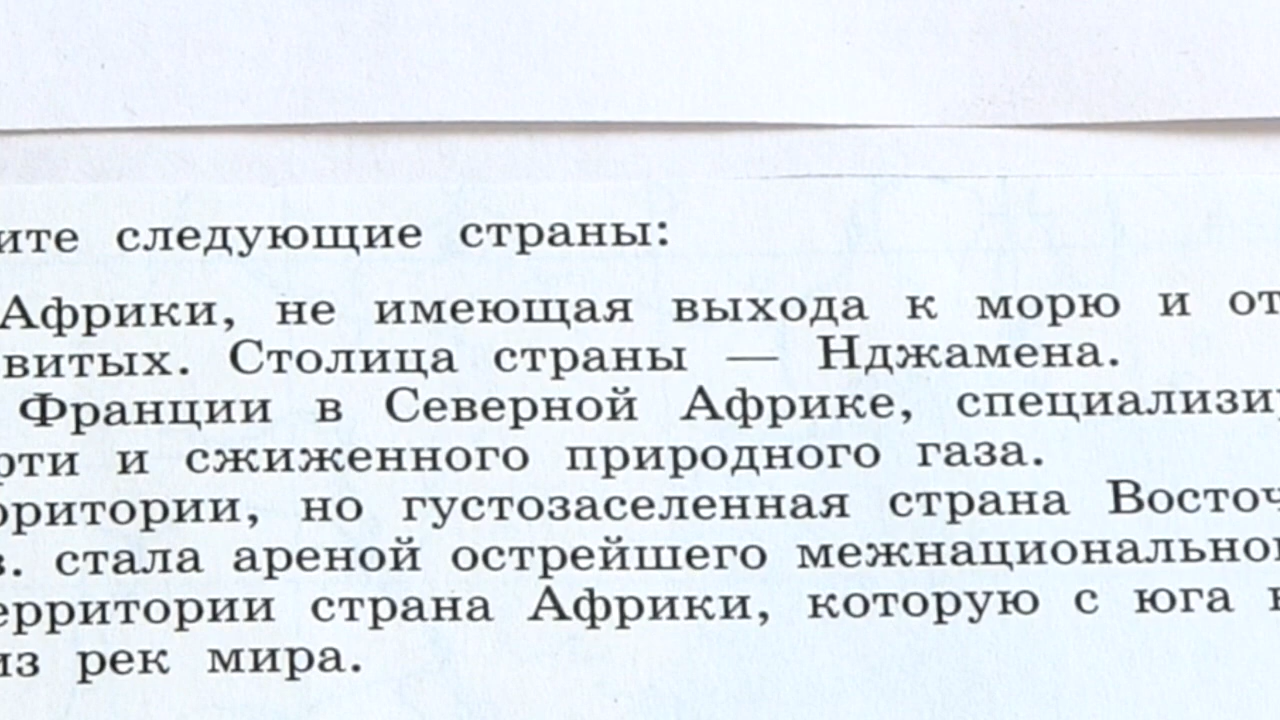 ите следующие страны:
Африки, не имеющая выхода к морю и от
витых. Столица страны — Нджамена.
Франции в Северной Африке, специализи
рти и сжиженного природного газа.
рритории, но густозаселенная страна Восточ
в. стала ареной острейшего межнационально
ерритории страна Африки, которую с юга
из рек мира.